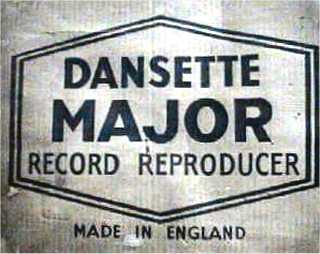 DANSETTE
MAJOR
RECORD REPRODUCER
MADE IN ENGLAND